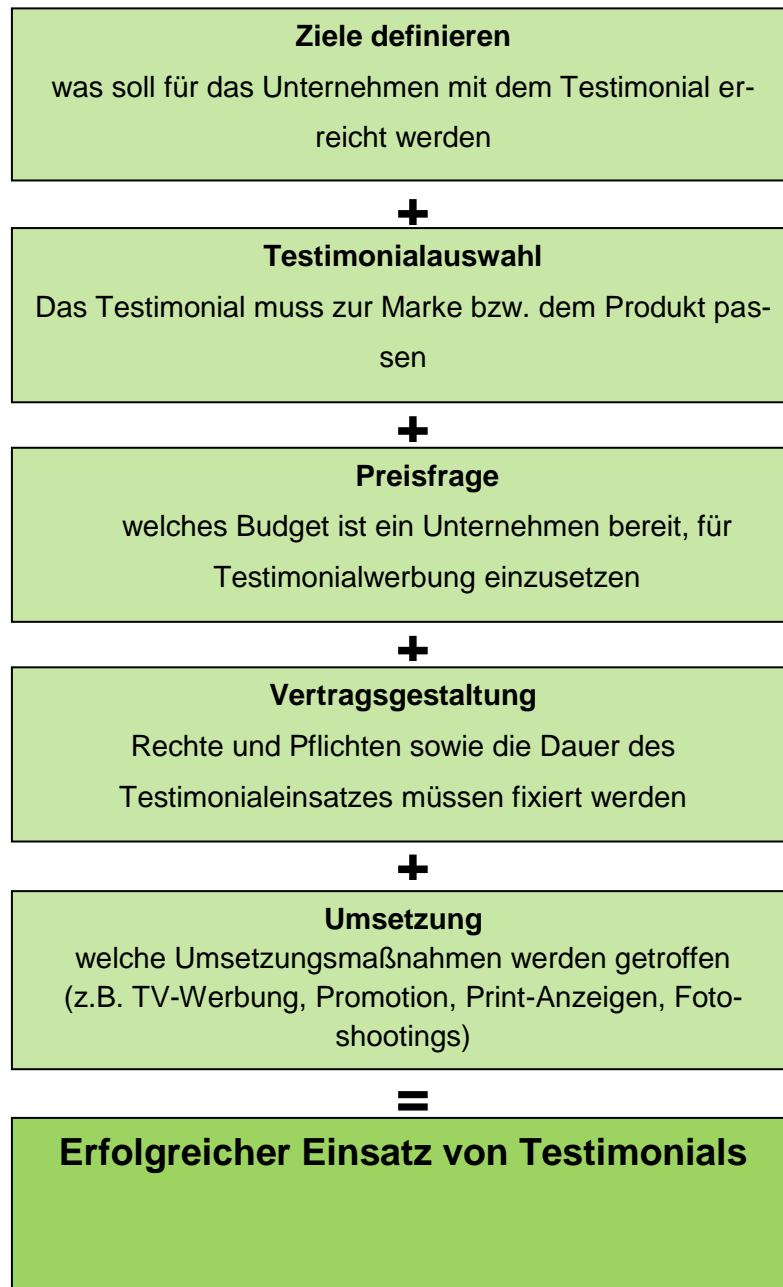 Ziele definieren
was soll für das Unternehmen mit dem Testimonial er-
reicht werden
+
Testimonialauswahl
Das Testimonial muss zur Marke bzw. dem Produkt pas-
sen
+
Preisfrage
welches Budget ist ein Unternehmen bereit, für
Testimonialwerbung einzusetzen
+
Vertragsgestaltung
Rechte und Pflichten sowie die Dauer des
Testimonialeinsatzes müssen fixiert werden
+
Umsetzung
welche Umsetzungsmaßnahmen werden getroffen
(z.B. TV-Werbung, Promotion, Print-Anzeigen, Foto-
shootings)
=
Erfolgreicher Einsatz von Testimonials